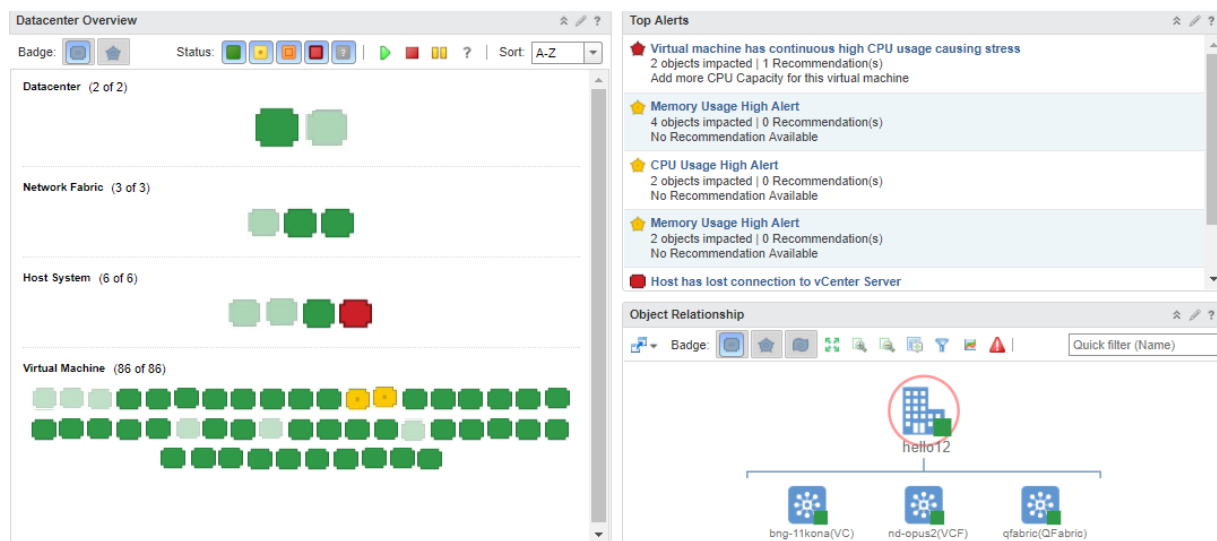 Datacenter Overview
?
Badge:
Status:
?
?
Sort:
A-Z
Datacenter (2 of 2)
Network Fabric (3 of 3)
Host System (6 of 6)
Virtual Machine (86 of 86)
Top Alerts
?
Virtual machine has continuous high CPU usage causing stress
2 objects impacted | 1 Recommendation(s)
Add more CPU Capacity for this virtual machine
Memory Usage High Alert
4 objects impacted | 0 Recommendation(s)
No Recommendation Available
CPU Usage High Alert
2 objects impacted | 0 Recommendation(s)
No Recommendation Available
Memory Usage High Alert
2 objects impacted | 0 Recommendation(s)
No Recommendation Available
Host has lost connection to vCenter Server
Object Relationship
?
Badge:
Quick filter (Name)
hello12
bng-11kona(VC)
nd-opus2(VCF)
qfabric(QFabric)